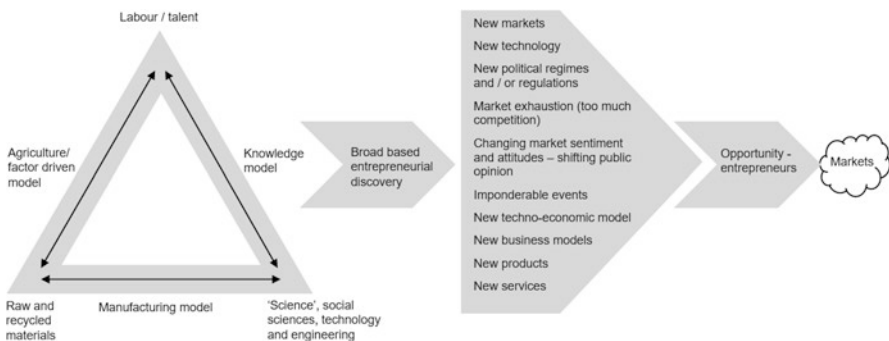 Labour / talent
Agriculture/
factor driven
model
Knowledge
model
Raw and
recycled
materials
Manufacturing model
'Science', social
sciences, technology
and engineering
Broad based
entrepreneurial
discovery
New markets
New technology
New political regimes
and / or regulations
Market exhaustion (too much
competition)
Changing market sentiment
and attitudes – shifting public
opinion
Imponderable events
New techno-economic model
New business models
New products
New services
Opportunity -
entrepreneurs
Markets